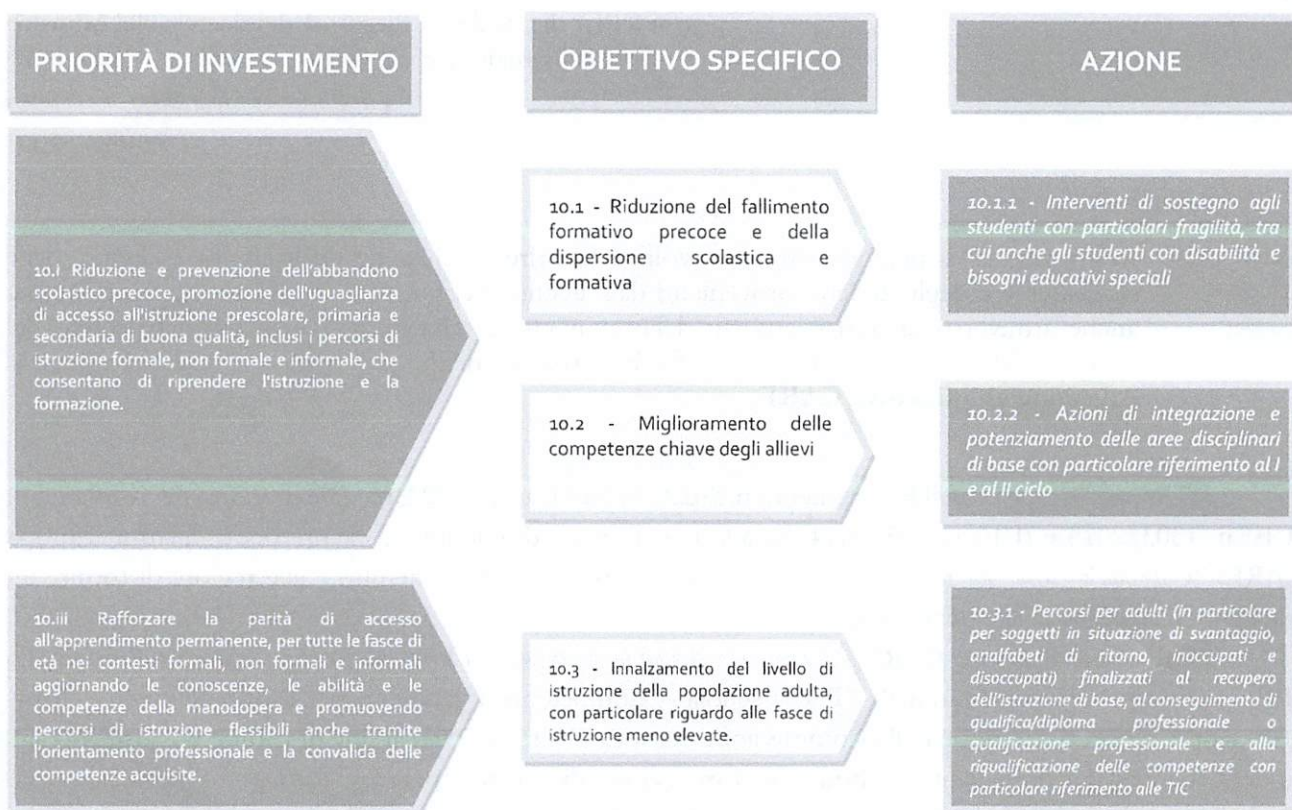 PRIORITÀ DI INVESTIMENTO
OBIETTIVO SPECIFICO
AZIONE
10.i Riduzione e prevenzione dell'abbandono
scolastico precoce, promozione dell'uguaglianza
di accesso all'istruzione prescolare, primaria e
secondaria di buona qualità, inclusi i percorsi di
istruzione formale, non formale e informale, che
consentano di riprendere l'istruzione e la
formazione.
10.1 - Riduzione del fallimento
formativo precoce e della
dispersione scolastica e
formativa
10.1.1 - Interventi di sostegno agli
studenti con particolari fragilità, tra
cui anche gli studenti con disabilità e
bisogni educativi speciali
10.2 - Miglioramento delle
competenze chiave degli allievi
10.2.2 - Azioni di integrazione e
potenziamento delle aree disciplinari
di base con particolare riferimento al I
e al II ciclo
10.iii Rafforzare la parità di accesso
all'apprendimento permanente, per tutte le fasce di
età nei contesti formali, non formali e informali
aggiornando le conoscenze, le abilità e le
competenze della manodopera e promuovendo
percorsi di istruzione flessibili anche tramite
l'orientamento professionale e la convalida delle
competenze acquisite.
10.3 - Innalzamento del livello di
istruzione della popolazione adulta,
con particolare riguardo alle fasce di
istruzione meno elevate.
10.3.1 - Percorsi per adulti (in particolare
per soggetti in situazione di svantaggio,
analfabeti di ritorno, inoccupati e
disoccupati) finalizzati al recupero
dell'istruzione di base, al conseguimento di
qualifica/diploma professionale o
qualificazione professionale e alla
riqualificazione delle competenze con
particolare riferimento alle TIC